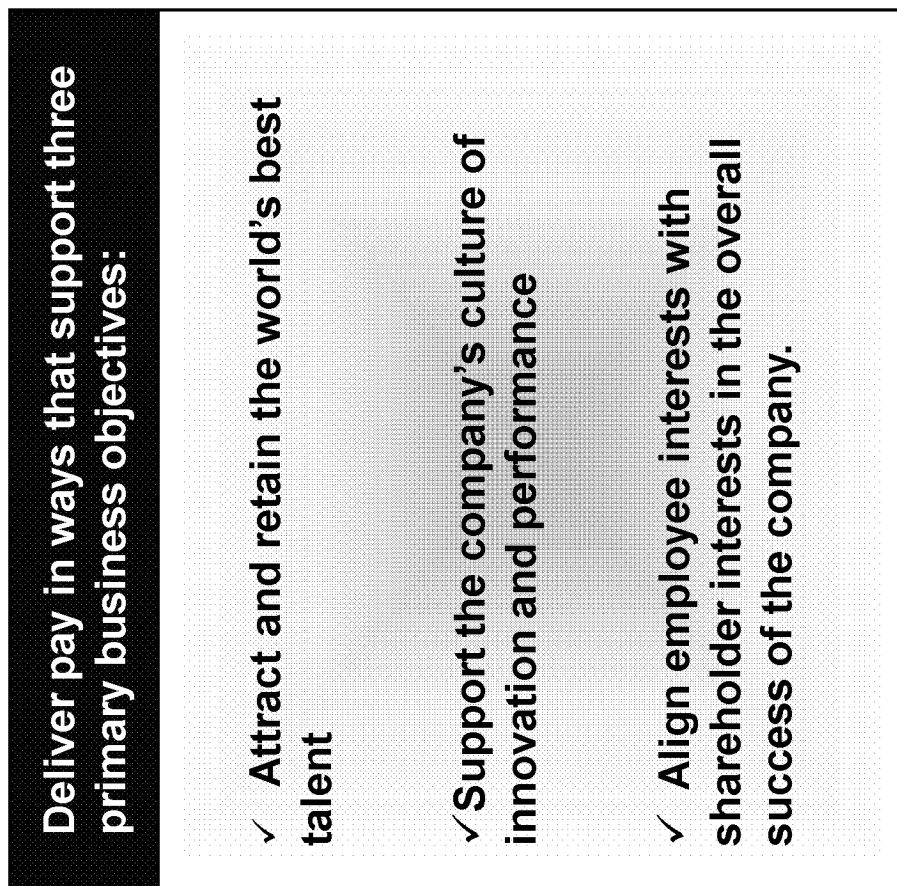 Deliver pay in ways that support three
primary business objectives:
✓ Attract and retain the world's best
talent
✓Support the company's culture of
innovation and performance
✓ Align employee interests with
shareholder interests in the overall
success of the company.